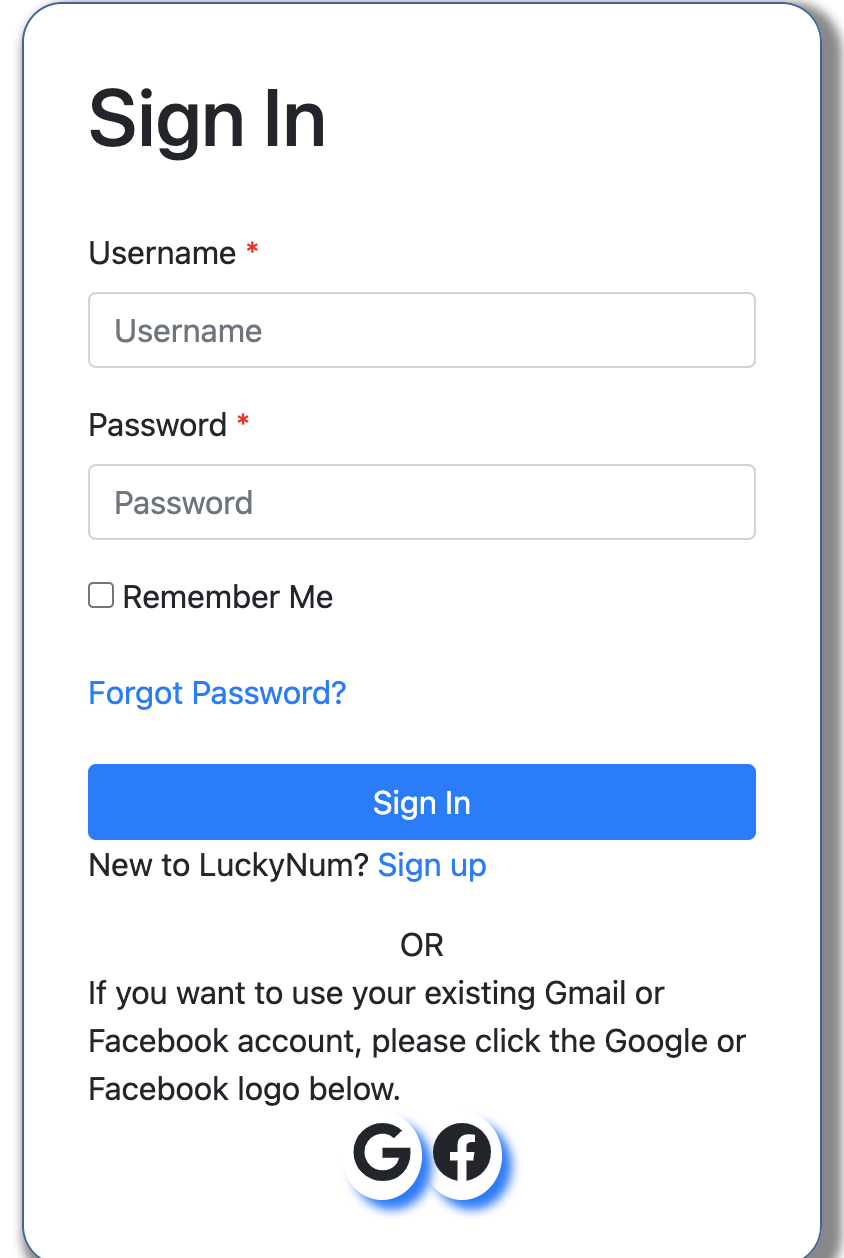 Sign In
Username *
Username
Password *
Password
Remember Me
Forgot Password?
Sign In
New to LuckyNum? Sign up
OR
If you want to use your existing Gmail or
Facebook account, please click the Google or
Facebook logo below.